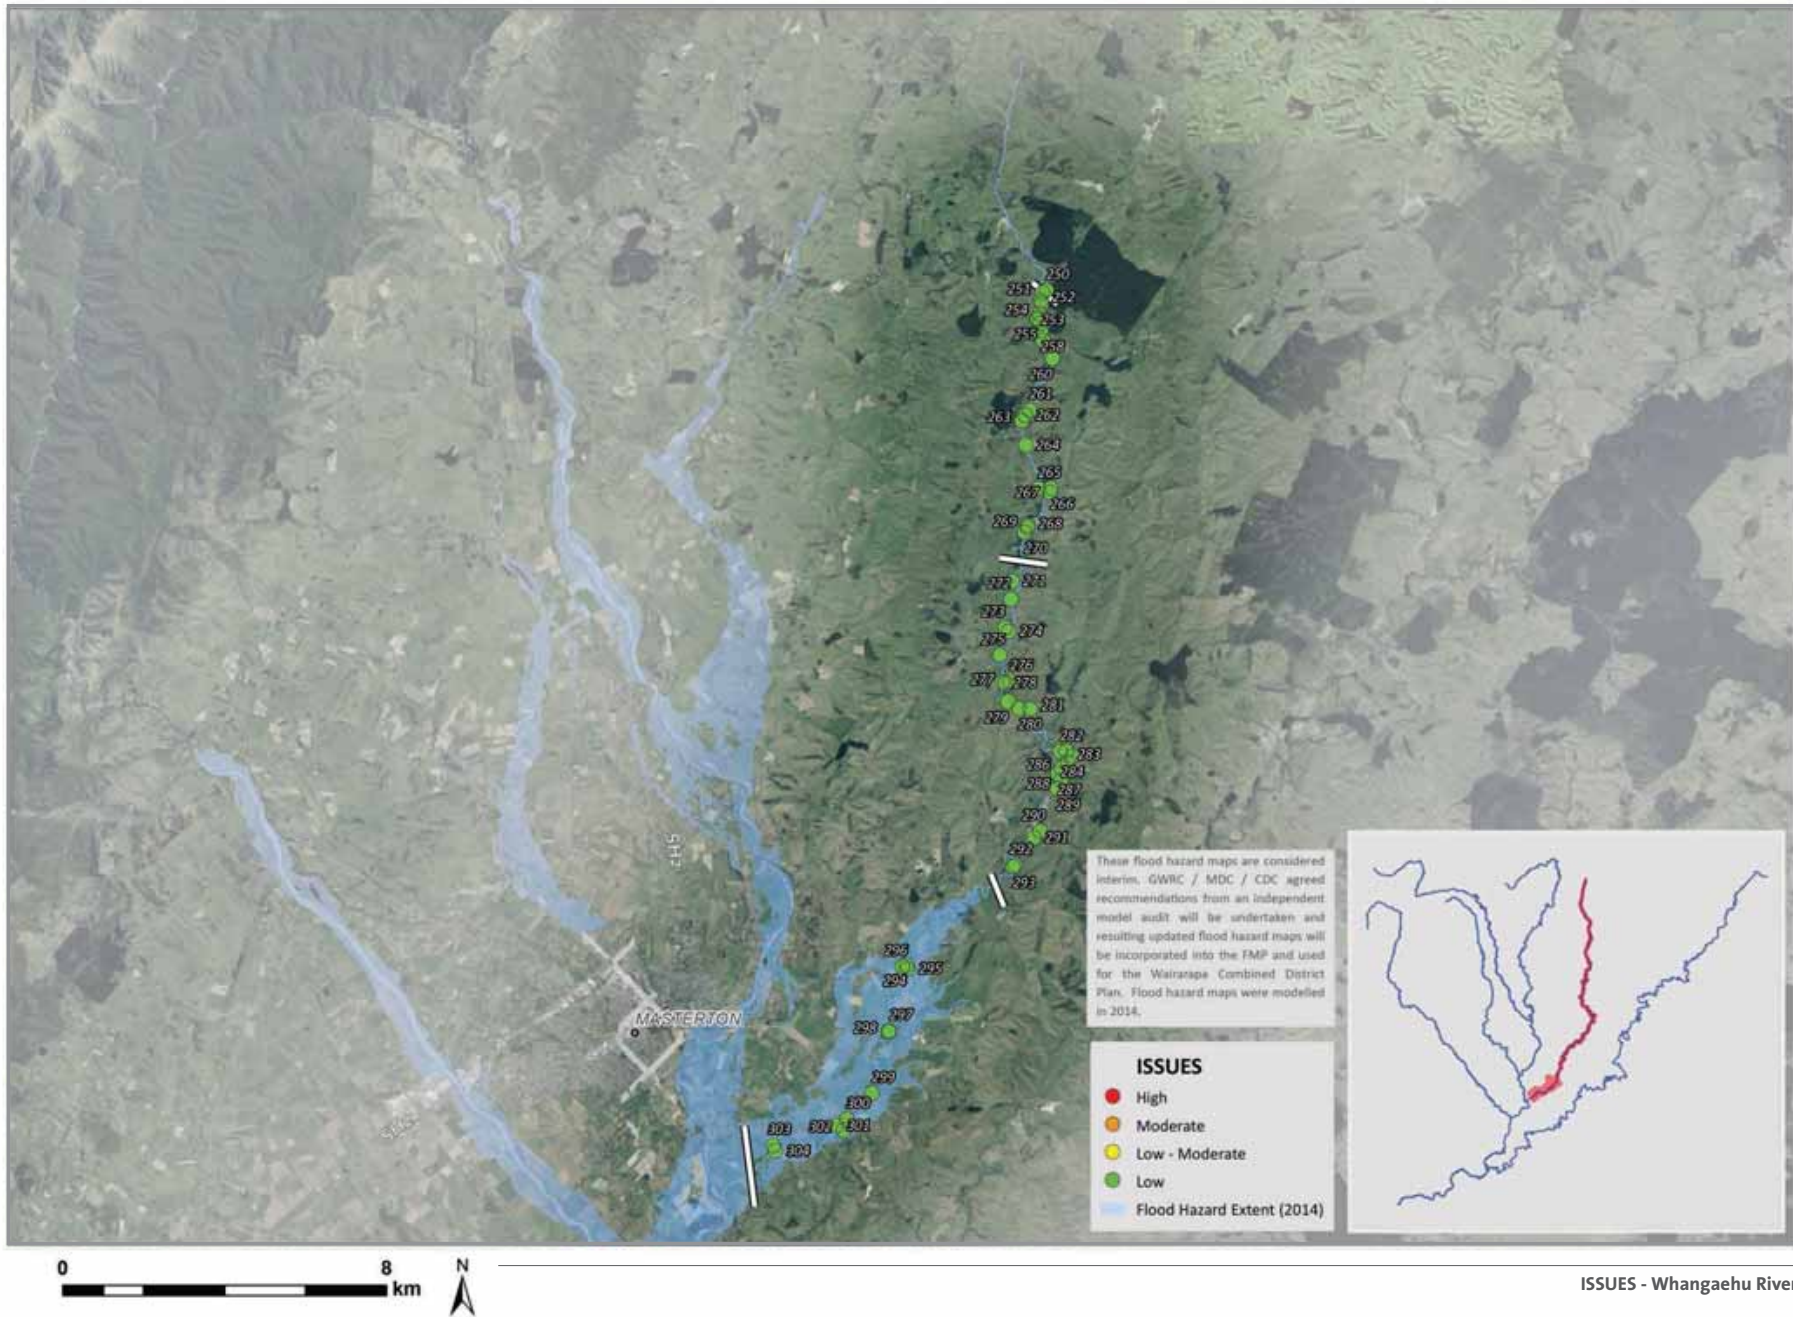 250
251
252
254
253
255
258
260
261
263
262
264
265
267
266
269
268
270
272
271
273
274
275
276
277
278
279
281
280
282
283
286
284
288
287
289
290
291
292
293
SH2
296
295
294
297
298
MASTERTON
299
300
302
301
303
304
These flood hazard maps are considered
interim. GWRC / MDC / CDC agreed
recommendations from an independent
model audit will be undertaken and
resulting updated flood hazard maps will
be incorporated into the FMP and used
for the Wairarapa Combined District
Plan. Flood hazard maps were modelled
in 2014.
ISSUES
High
Moderate
Low - Moderate
Low
Flood Hazard Extent (2014)
0
8
km
N
ISSUES - Whangaehu River